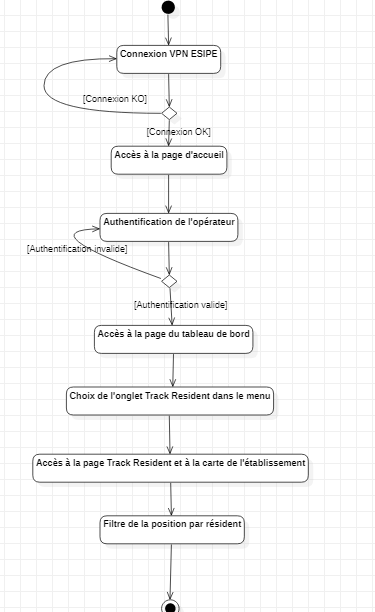 Connexion VPN ESIPE
[Connexion KO]
[Connexion OK]
Accès à la page d'accueil
Authentification de l'opérateur
[Authentification invalide]
[Authentification valide]
Accès à la page du tableau de bord
Choix de l'onglet Track Resident dans le menu
Accès à la page Track Resident et à la carte de l'établissement
Filtre de la position par résident